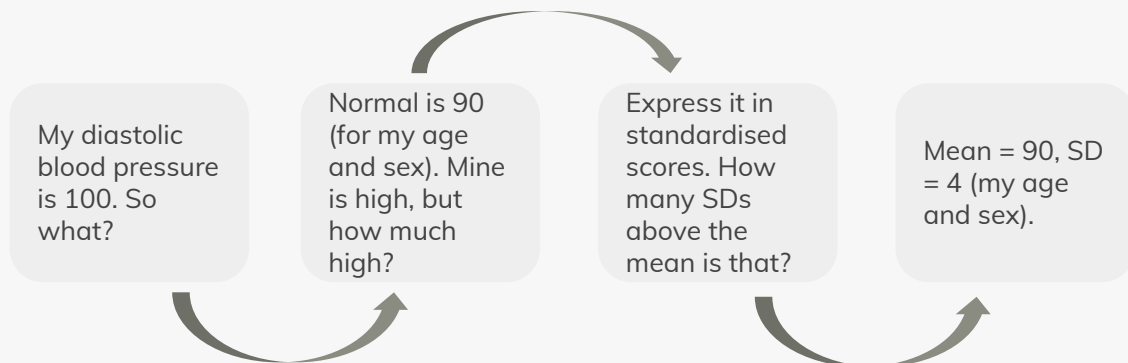 My diastolic
blood pressure
is 100. So
what?
Normal is 90
(for my age
and sex). Mine
is high, but
how much
high?
Express it in
standardised
scores. How
many SDs
above the
mean is that?
Mean = 90, SD
= 4 (my age
and sex).